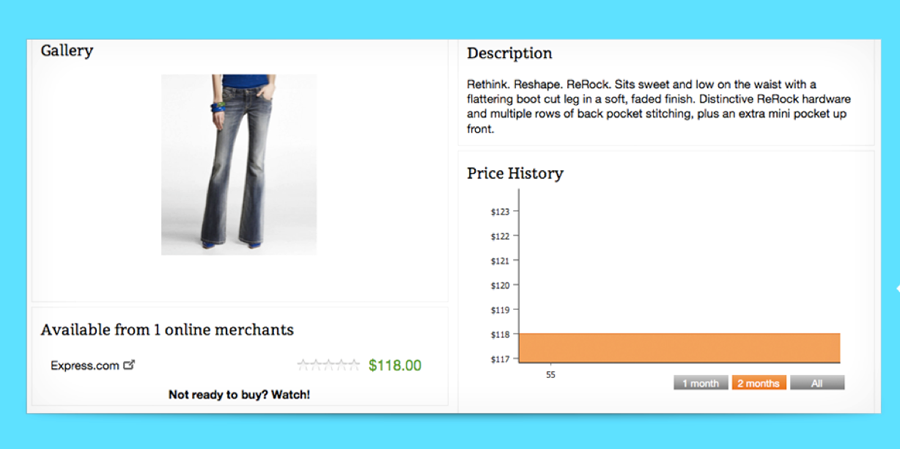 Gallery
Available from 1 online merchants
Express.com $118.00
Not ready to buy? Watch!
Description
Rethink. Reshape. ReRock. Sits sweet and low on the waist with a
flattering boot cut leg in a soft, faded finish. Distinctive ReRock hardware
and multiple rows of back pocket stitching, plus an extra mini pocket up
front.
Price History
$123
$122
$121
$120
$119
$118
$117
55
1 month 2 months All